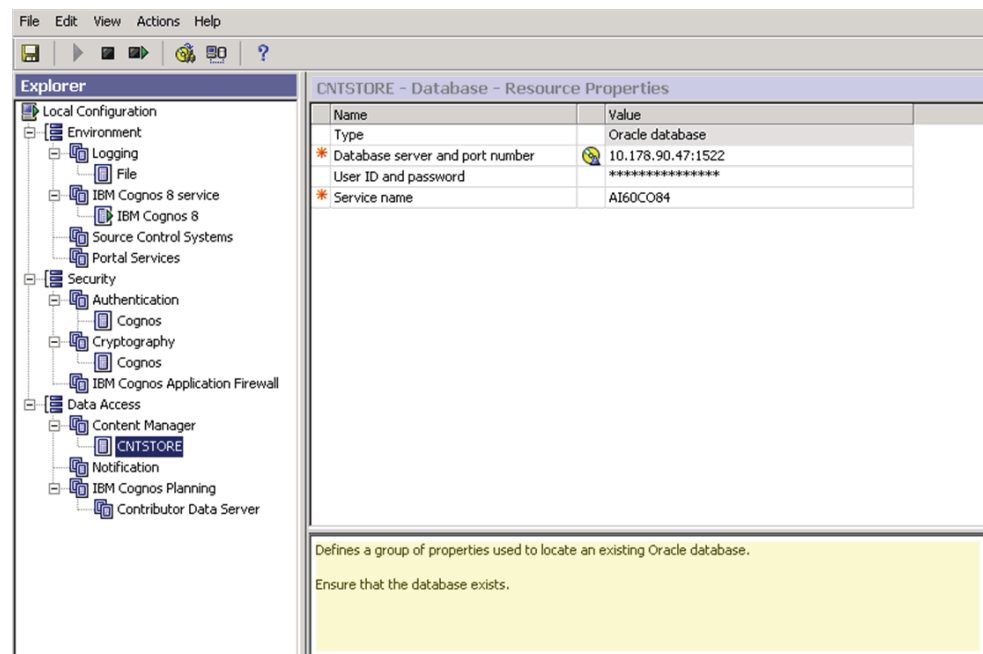 File Edit View Actions Help
?
Explorer
Local Configuration
Environment
Logging
File
IBM Cognos 8 service
IBM Cognos 8
Source Control Systems
Portal Services
Security
Authentication
Cognos
Cryptography
Cognos
IBM Cognos Application Firewall
Data Access
Content Manager
CNTSTORE
Notification
IBM Cognos Planning
Contributor Data Server
CNTSTORE - Database - Resource Properties
Name Value
Type Oracle database
* Database server and port number 10.178.90.47:1522
User ID and password ***************
* Service name AI60CO84
Defines a group of properties used to locate an existing Oracle database.
Ensure that the database exists.